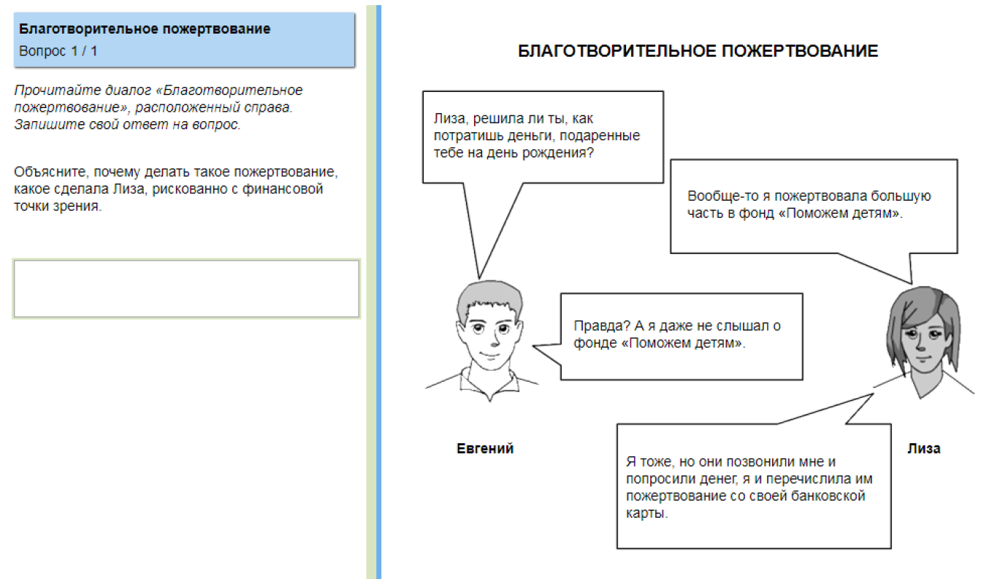 Благотворительное пожертвование
Вопрос 1 / 1
Прочитайте диалог «Благотворительное
пожертвование», расположенный справа.
Запишите свой ответ на вопрос.
Объясните, почему делать такое пожертвование,
какое сделала Лиза, рискованно с финансовой
точки зрения.
БЛАГОТВОРИТЕЛЬНОЕ ПОЖЕРТВОВАНИЕ
Лиза, решила ли ты, как
потратишь деньги, подаренные
тебе на день рождения?
Вообще-то я пожертвовала большую
часть в фонд «Поможем детям».
Правда? А я даже не слышал о
фонде «Поможем детям».
Евгений
Лиза
Я тоже, но они позвонили мне и
попросили денег, я и перечислила им
пожертвование со своей банковской
карты.